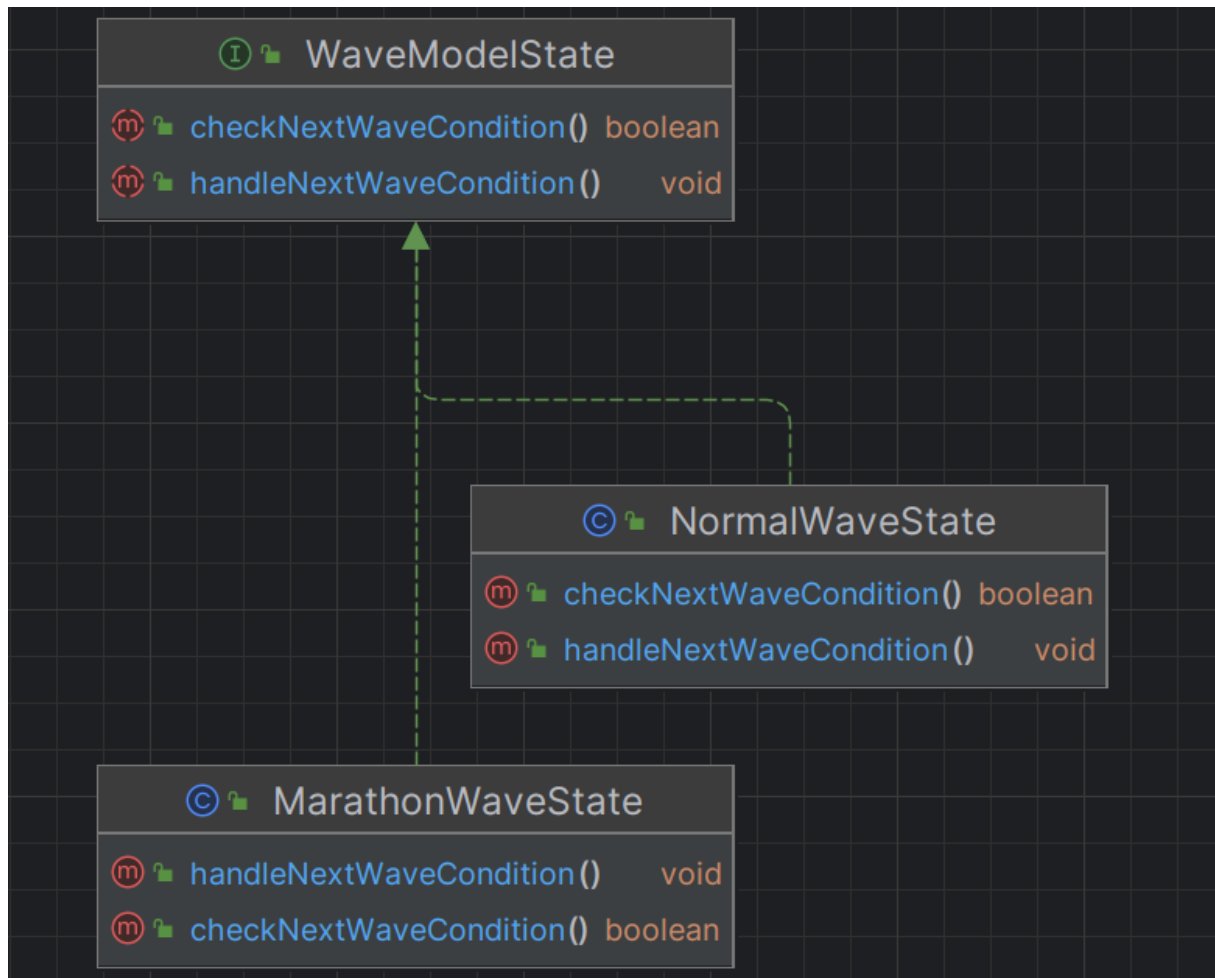 I WaveModelState
m checkNextWaveCondition() boolean
m handleNextWaveCondition() void
C NormalWaveState
m checkNextWaveCondition() boolean
m handleNextWaveCondition() void
C MarathonWaveState
m handleNextWaveCondition() void
m checkNextWaveCondition() boolean